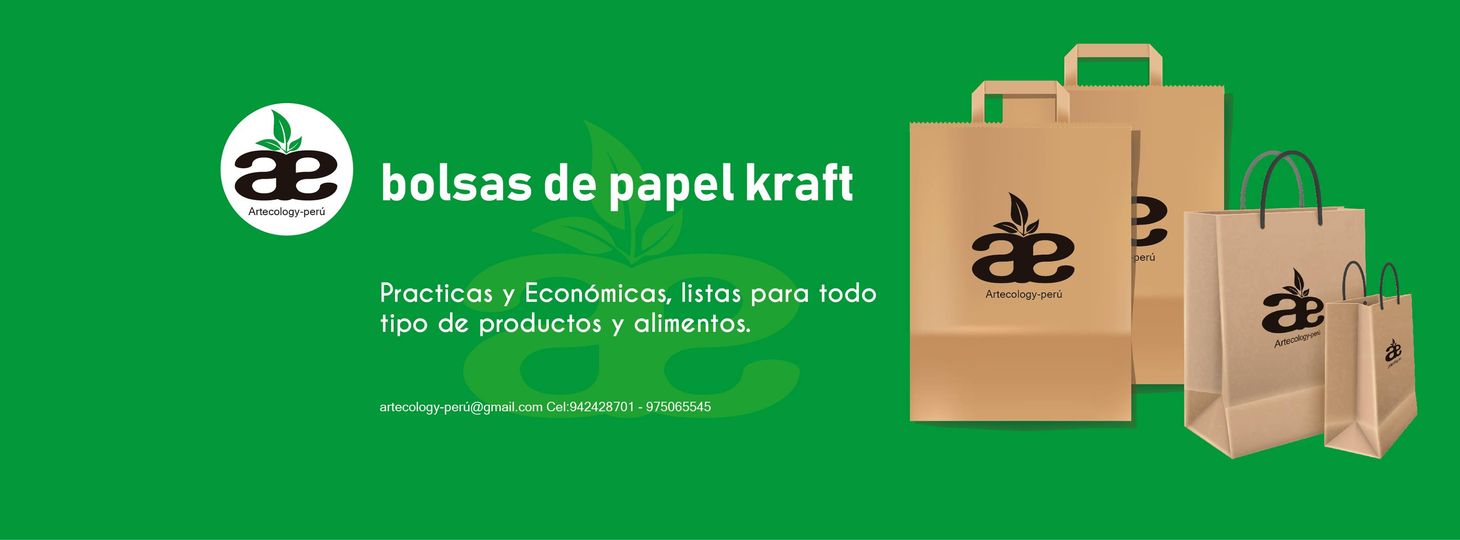 æ
Artecology-perú
bolsas de papel kraft
Practicas y Económicas, listas para todo
tipo de productos y alimentos.
artecology-perú@gmail.com Cel:942428701 - 975065545
æ
æ
Artecology-perú
e
perú
æ
Artecology-perú
æ